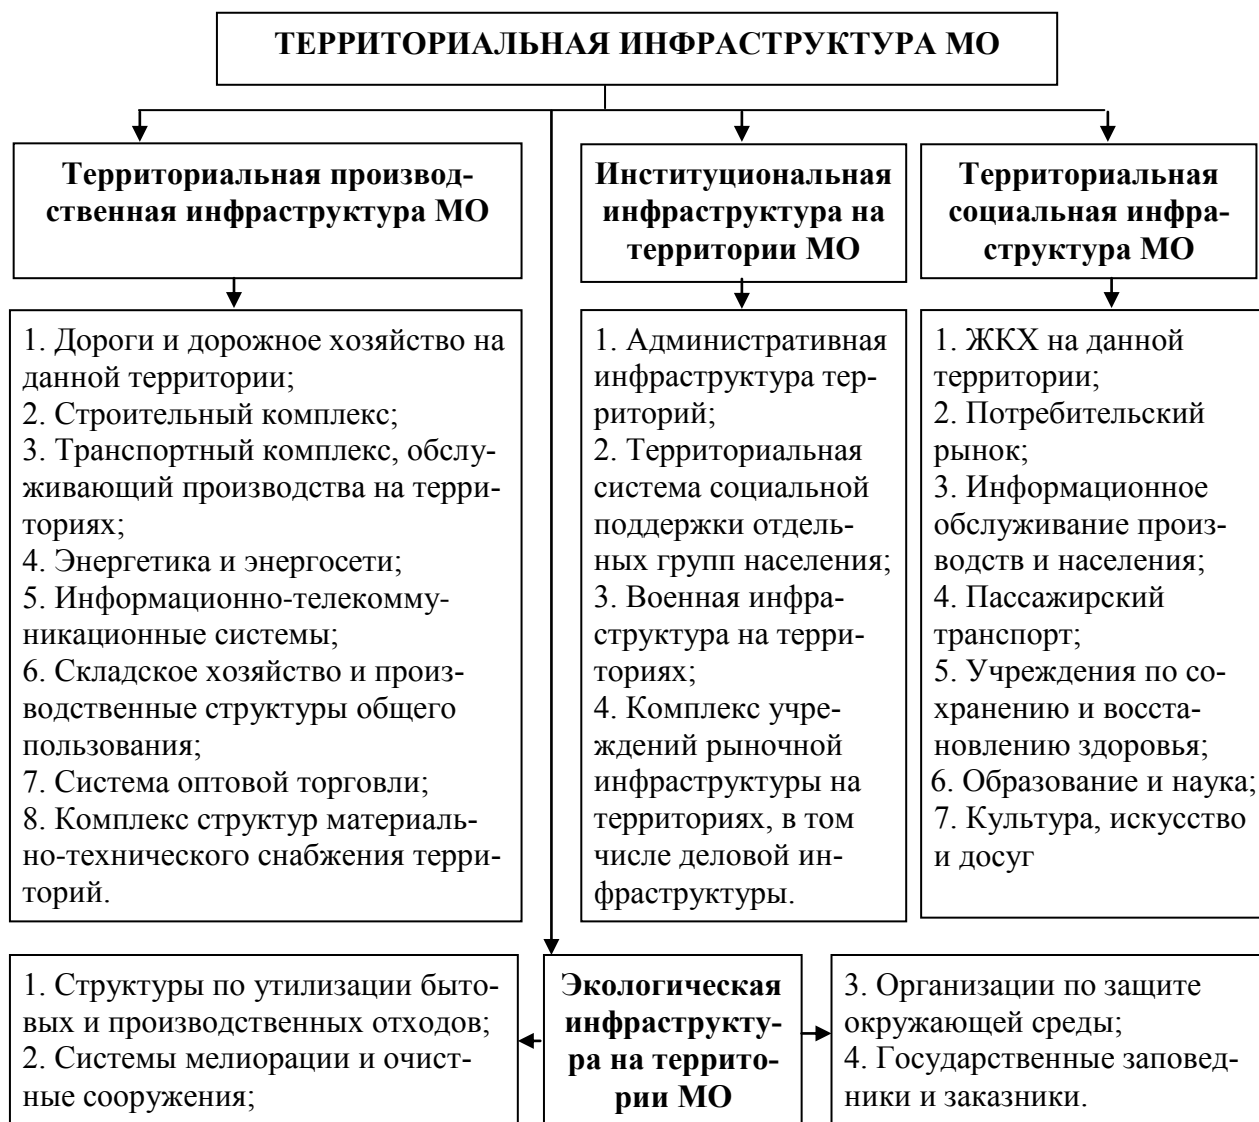 ТЕРРИТОРИАЛЬНАЯ ИНФРАСТРУКТУРА МО
Территориальная производ-
ственная инфраструктура МО
Институциональная
инфраструктура на
территории МО
Территориальная
социальная инфра-
структура МО
1. Дороги и дорожное хозяйство на
данной территории;
2. Строительный комплекс;
3. Транспортный комплекс, обслу-
живающий производства на терри-
ториях;
4. Энергетика и энергосети;
5. Информационно-телекомму-
никационные системы;
6. Складское хозяйство и произ-
водственные структуры общего
пользования;
7. Система оптовой торговли;
8. Комплекс структур материаль-
но-технического снабжения терри-
торий.
1. Административная
инфраструктура тер-
риторий;
2. Территориальная
система социальной
поддержки отдель-
ных групп населения;
3. Военная инфра-
структура на терри-
ториях;
4. Комплекс учре-
ждений рыночной
инфраструктуры на
территориях, в том
числе деловой ин-
фраструктуры.
1. ЖКХ на данной
территории;
2. Потребительский
рынок;
3. Информационное
обслуживание произ-
водств и населения;
4. Пассажирский
транспорт;
5. Учреждения по со-
хранению и восста-
новлению здоровья;
6. Образование и наука;
7. Культура, искусство
и досуг
1. Структуры по утилизации быто-
вых и производственных отходов;
2. Системы мелиорации и очист-
ные сооружения;
Экологическая
инфраструкту-
ра на террито-
рии МО
3. Организации по защите
окружающей среды;
4. Государственные заповед-
ники и заказники.